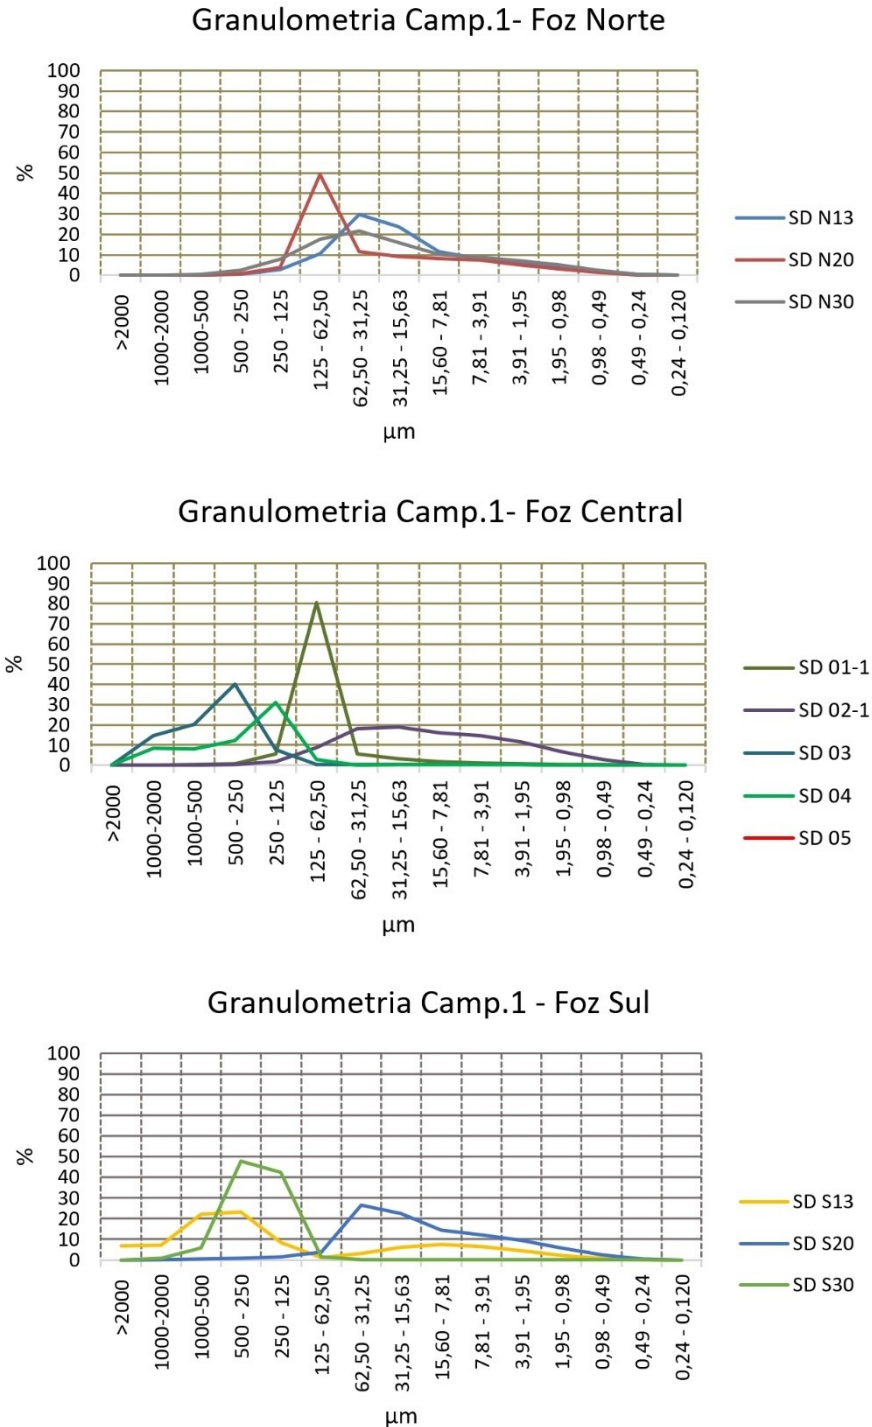 Granulometria Camp.1- Foz Norte
100
90
80
70
60
50
40
30
20
10
0
%
>2000
1000-2000
1000-500
500 - 250
250 - 125
125 - 62,50
62,50 - 31,25
31,25 - 15,63
15,60 - 7,81
7,81 - 3,91
3,91 - 1,95
1,95 - 0,98
0,98 - 0,49
0,49 - 0,24
0,24 - 0,120
µm
SD N13
SD N20
SD N30
Granulometria Camp.1- Foz Central
100
90
80
70
60
50
40
30
20
10
0
%
>2000
1000-2000
1000-500
500 - 250
250 - 125
125 - 62,50
62,50 - 31,25
31,25 - 15,63
15,60 - 7,81
7,81 - 3,91
3,91 - 1,95
1,95 - 0,98
0,98 - 0,49
0,49 - 0,24
0,24 - 0,120
µm
SD 01-1
SD 02-1
SD 03
SD 04
SD 05
Granulometria Camp.1 - Foz Sul
100
90
80
70
60
50
40
30
20
10
0
%
>2000
1000-2000
1000-500
500 - 250
250 - 125
125 - 62,50
62,50 - 31,25
31,25 - 15,63
15,60 - 7,81
7,81 - 3,91
3,91 - 1,95
1,95 - 0,98
0,98 - 0,49
0,49 - 0,24
0,24 - 0,120
µm
SD S13
SD S20
SD S30